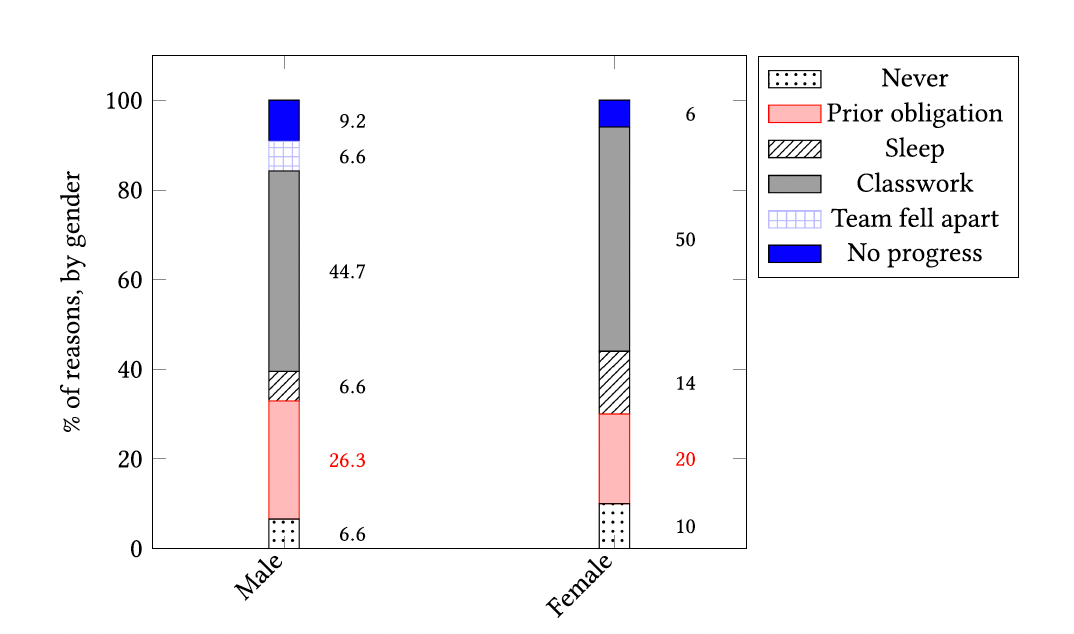 % of reasons, by gender
100
80
60
40
20
0
9.2
6.6
44.7
6.6
26.3
6.6
6
50
14
20
10
Male
Female
Never
Prior obligation
Sleep
Classwork
Team fell apart
No progress